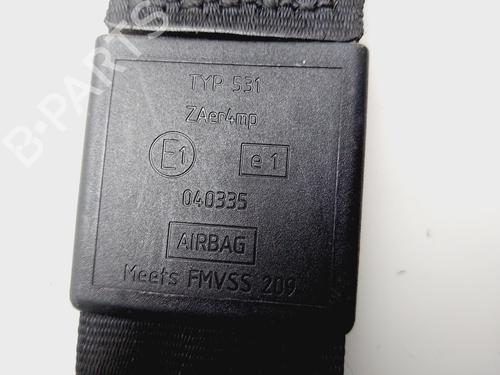 B-PARTS
TYP 531
ZAer4mp
E1 e1
040335
AIRBAG
Meets FMVSS 209